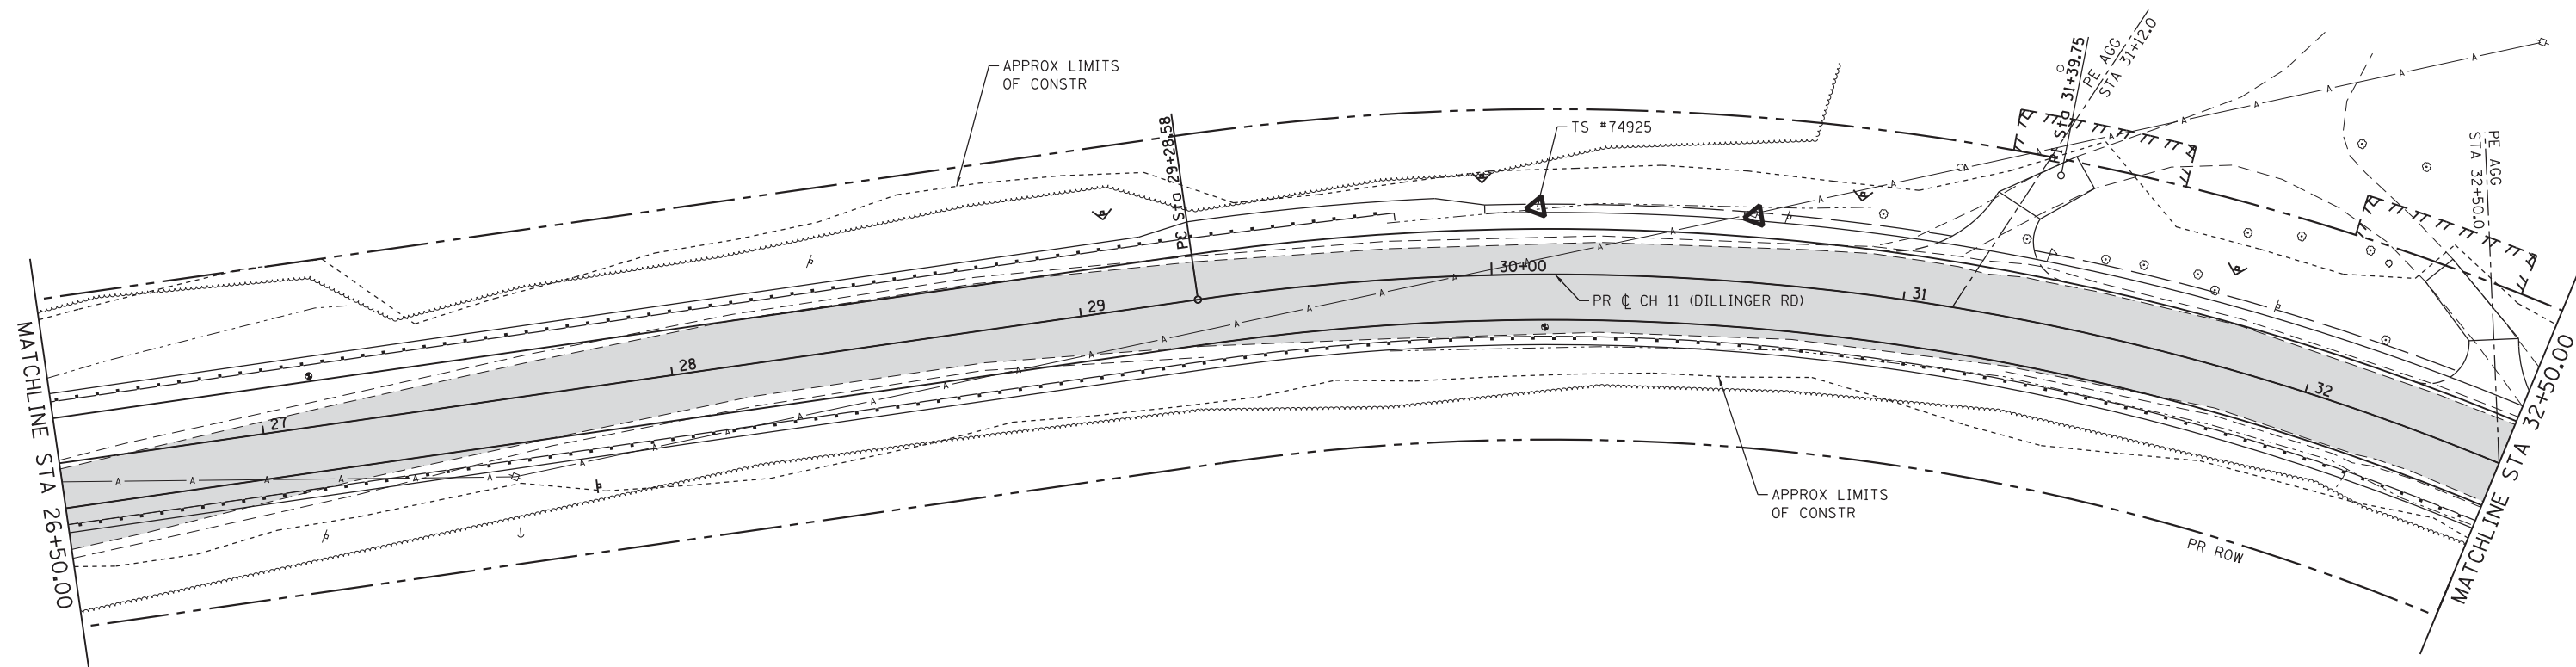 APPROX LIMITS
OF CONSTR
PI Sta 31+39.75
PE AGG
STA 31+12.0
PC Sta 29+28.58
TS #74925
PE AGG
STA 32+50.0
30+00
29
PR ℄ CH 11 (DILLINGER RD)
31
28
32
27
MATCHLINE STA 26+50.00
MATCHLINE STA 32+50.00
APPROX LIMITS
OF CONSTR
PR ROW
A A A A A A A A A A A A A A A A A A A A A A A A A A A A A A A A